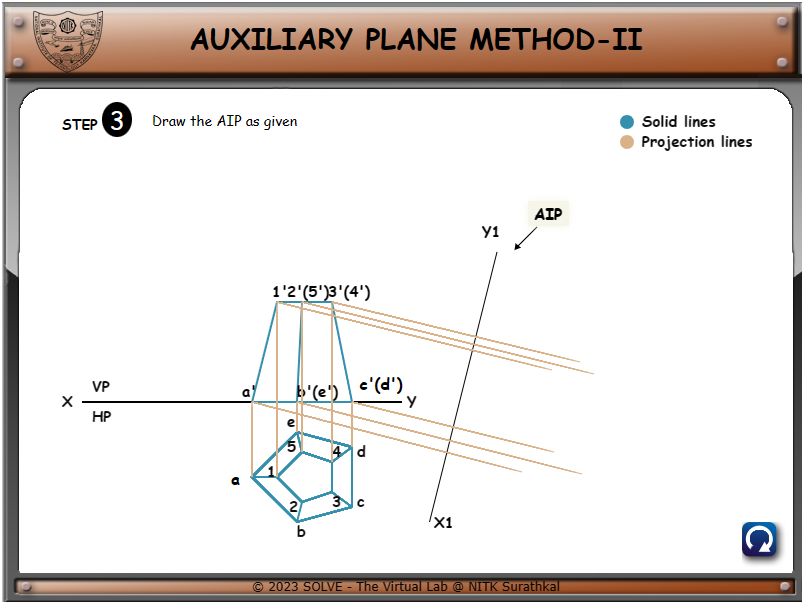 AUXILIARY PLANE METHOD-II
STEP 3 Draw the AIP as given
Solid lines
Projection lines
AIP
Y1
1'2'(5')3'(4')
VP
X
a'
b'(e')
c'(d')
Y
HP
e
5
4
d
a
1
2
3
c
b
X1
© 2023 SOLVE - The Virtual Lab @ NITK Surathkal